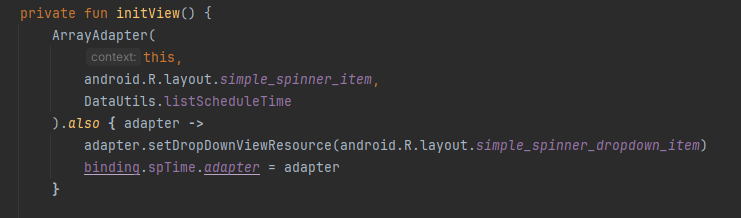 private fun initView() {
ArrayAdapter(
context: this,
android.R.layout.simple_spinner_item,
DataUtils.listScheduleTime
).also { adapter ->
adapter.setDropDownViewResource(android.R.layout.simple_spinner_dropdown_item)
binding.spTime.adapter = adapter
}